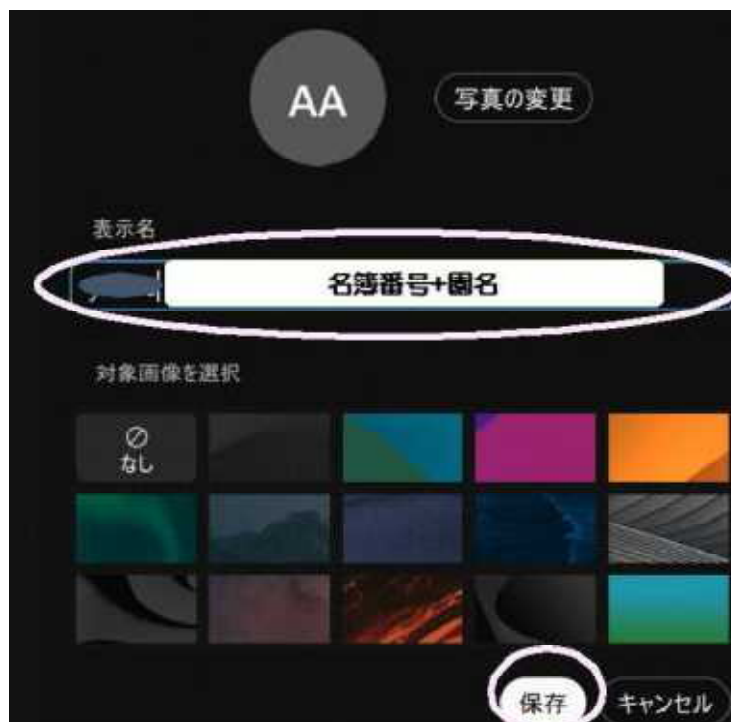 AA
写真の変更
表示名
名簿番号+園名
対象画像を選択
なし
保存
キャンセル